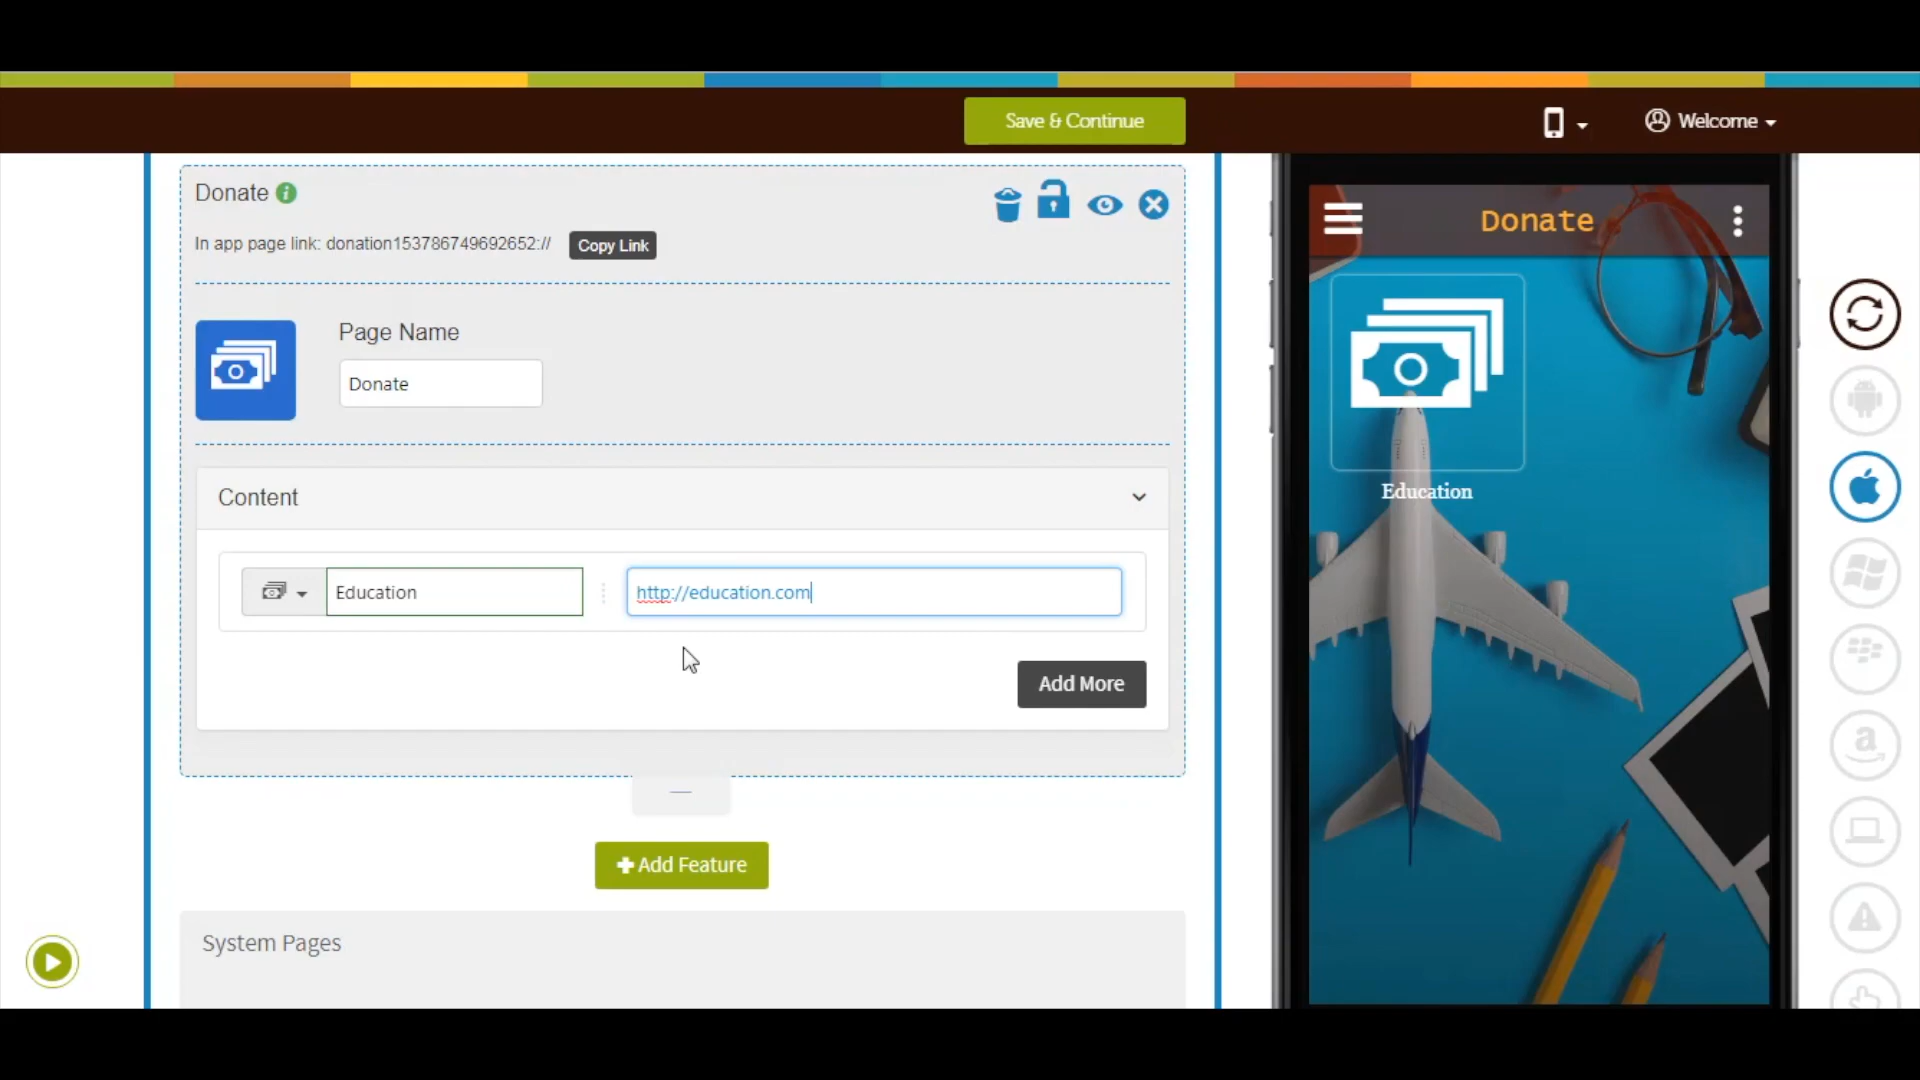 Save & Continue
Welcome
Donate
In app page link: donation153786749692652://
Copy Link
Page Name
Donate
Content
Education
http://education.com
Add More
Add Feature
System Pages
Donate
Education